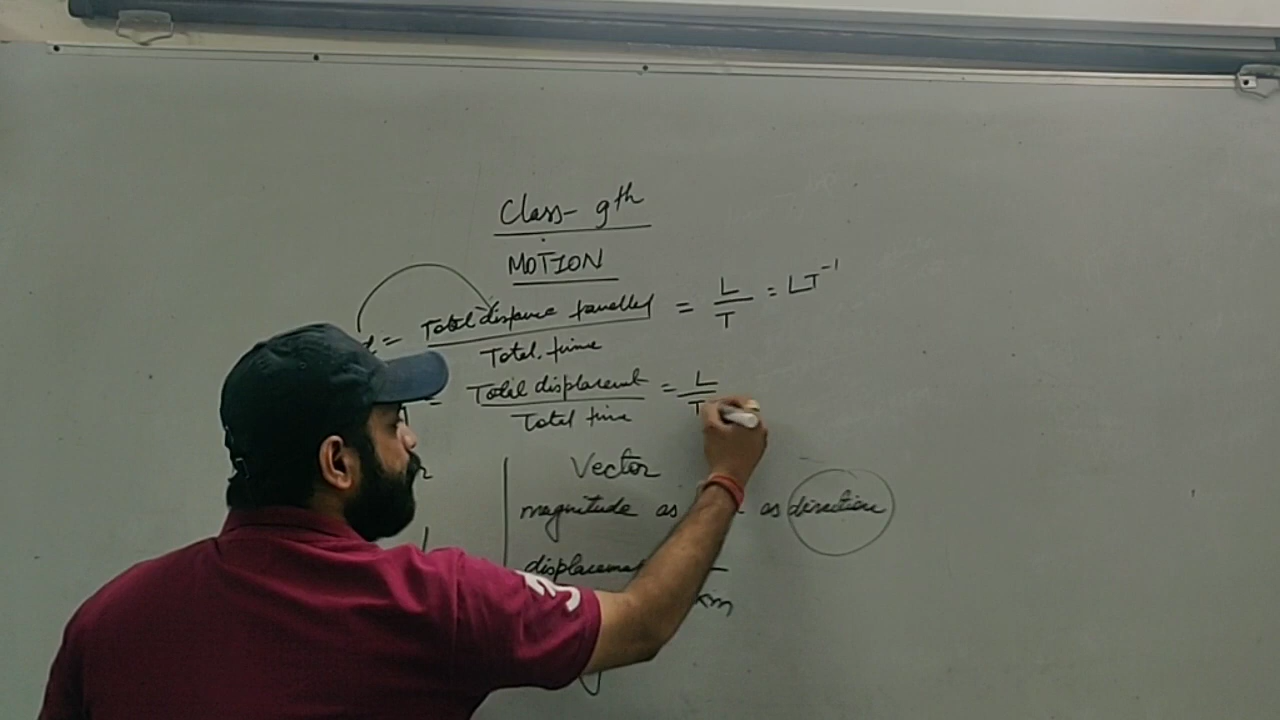 Class- 9th
MOTION
= Total distance travelled / Total time = L/T = LT⁻¹
= Total displacement / Total time = L/T
Vector
magnitude as as direction
displacement
km